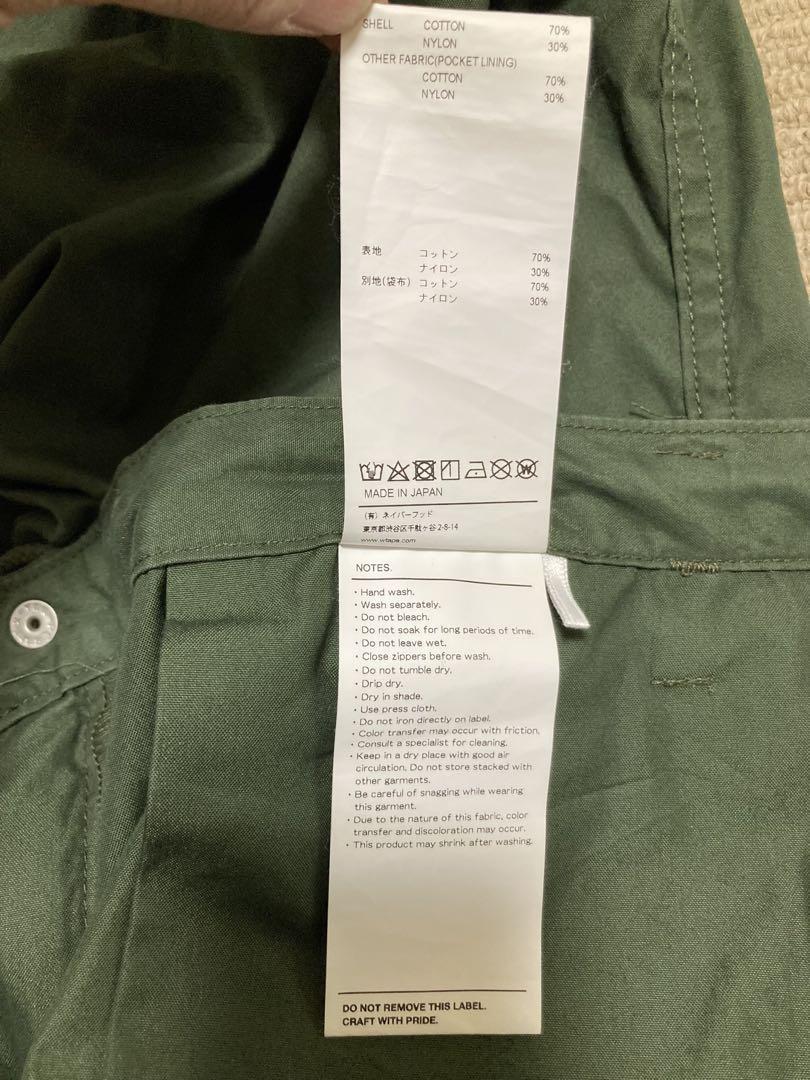 SHELL COTTON 70%
NYLON 30%
OTHER FABRIC(POCKET LINING)
COTTON 70%
NYLON 30%
表地 コットン 70%
ナイロン 30%
別地(袋布) コットン 70%
ナイロン 30%
MADE IN JAPAN
(有) ネイバーフッド
東京都渋谷区千駄ヶ谷2-8-14
www.wtaps.com
NOTES.
・Hand wash.
・Wash separately.
・Do not bleach.
・Do not soak for long periods of time.
・Do not leave wet.
・Close zippers before wash.
・Do not tumble dry.
・Drip dry.
・Dry in shade.
・Use press cloth.
・Do not iron directly on label.
・Color transfer may occur with friction.
・Consult a specialist for cleaning.
・Keep in a dry place with good air
circulation. Do not store stacked with
other garments.
・Be careful of snagging while wearing
this garment.
・Due to the nature of this fabric, color
transfer and discoloration may occur.
・This product may shrink after washing.
DO NOT REMOVE THIS LABEL.
CRAFT WITH PRIDE.